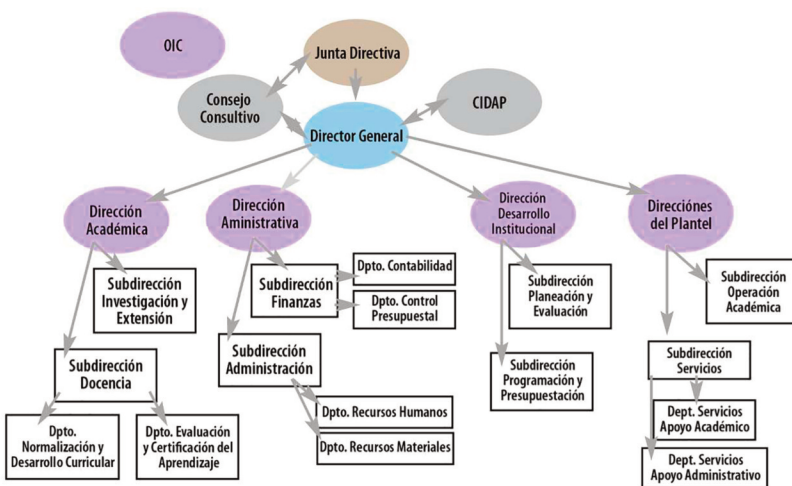 OIC
Junta Directiva
Consejo
Consultivo
CIDAP
Director General
Dirección
Académica
Dirección
Aministrativa
Dirección
Desarrollo
Institucional
Direcciónes
del Plantel
Subdirección
Investigación y
Extensión
Subdirección
Finanzas
Dpto. Contabilidad
Dpto. Control
Presupuestal
Subdirección
Planeación y
Evaluación
Subdirección
Operación
Académica
Subdirección
Docencia
Subdirección
Administración
Subdirección
Programación y
Presupuestación
Subdirección
Servicios
Dpto.
Normalización y
Desarrollo Curricular
Dpto. Evaluación
y Certificación del
Aprendizaje
Dpto. Recursos Humanos
Dpto. Recursos Materiales
Dept. Servicios
Apoyo Académico
Dept. Servicios
Apoyo Administrativo